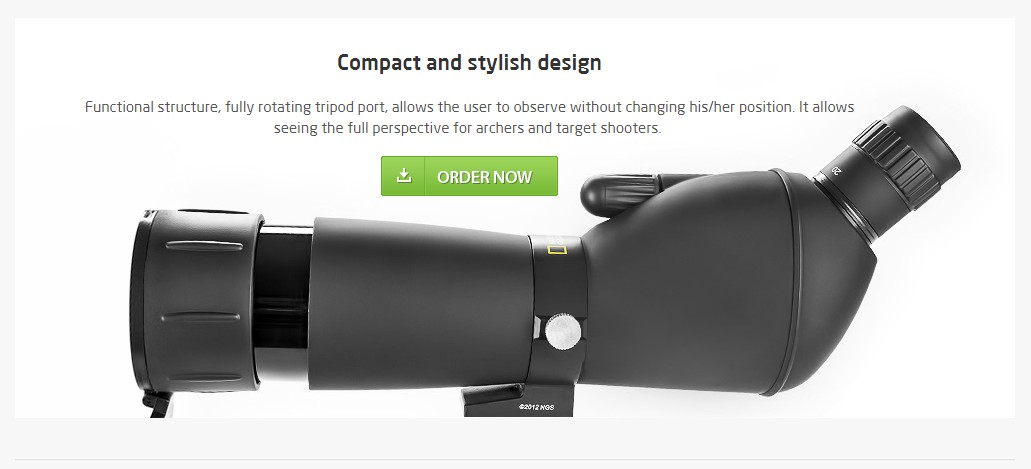 Compact and stylish design
Functional structure, fully rotating tripod port, allows the user to observe without changing his/her position. It allows
seeing the full perspective for archers and target shooters.
ORDER NOW
20
©2012 NGS